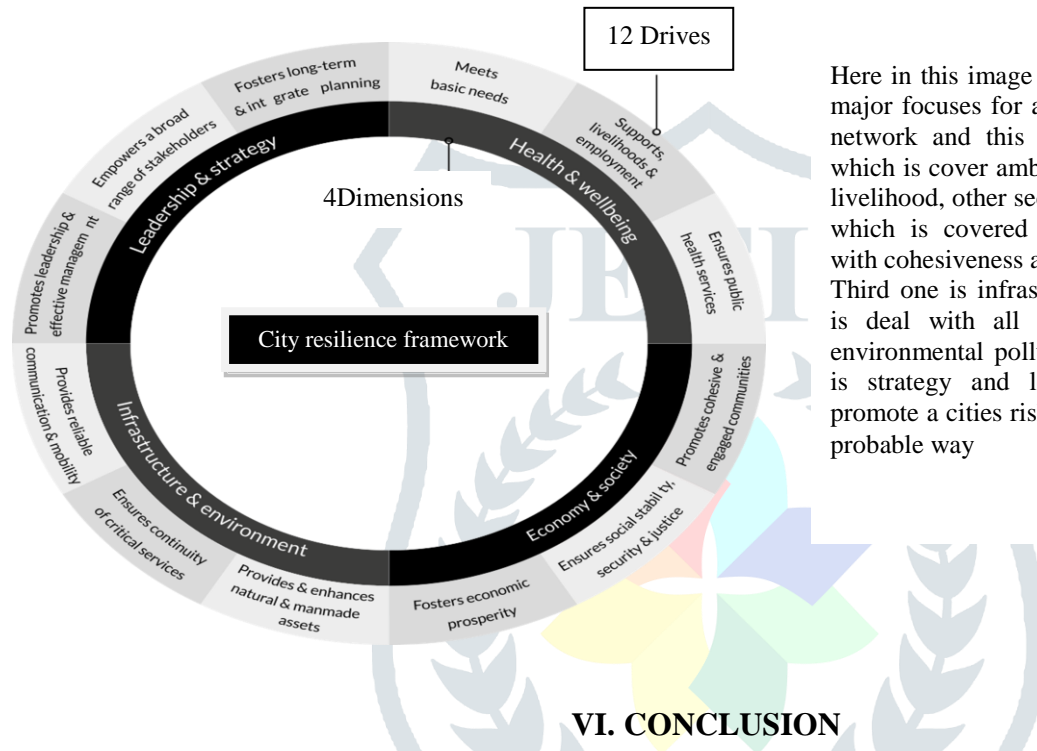 12 Drives
Meets
basic needs
Supports,
livelihoods &
employment
Ensures public
health services
Promotes cohesive &
engaged communities
Ensures social stabil ty,
security & justice
Fosters economic
prosperity
Provides & enhances
natural & manmade
assets
Ensures continuity
of critical services
Provides reliable
communication & mobility
Promotes leadership &
effective managem nt
Empowers a broad
range of stakeholders
Fosters long-term
& int grate planning
Health & wellbeing
Economy & society
Infrastructure & environment
Leadership & strategy
4Dimensions
City resilience framework
Here in this image
major focuses for a
network and this
which is cover
livelihood, other
which is covered
with cohesiveness
Third one is
is deal with all
environmental
is strategy and
promote a cities
probable way
VI. CONCLUSION